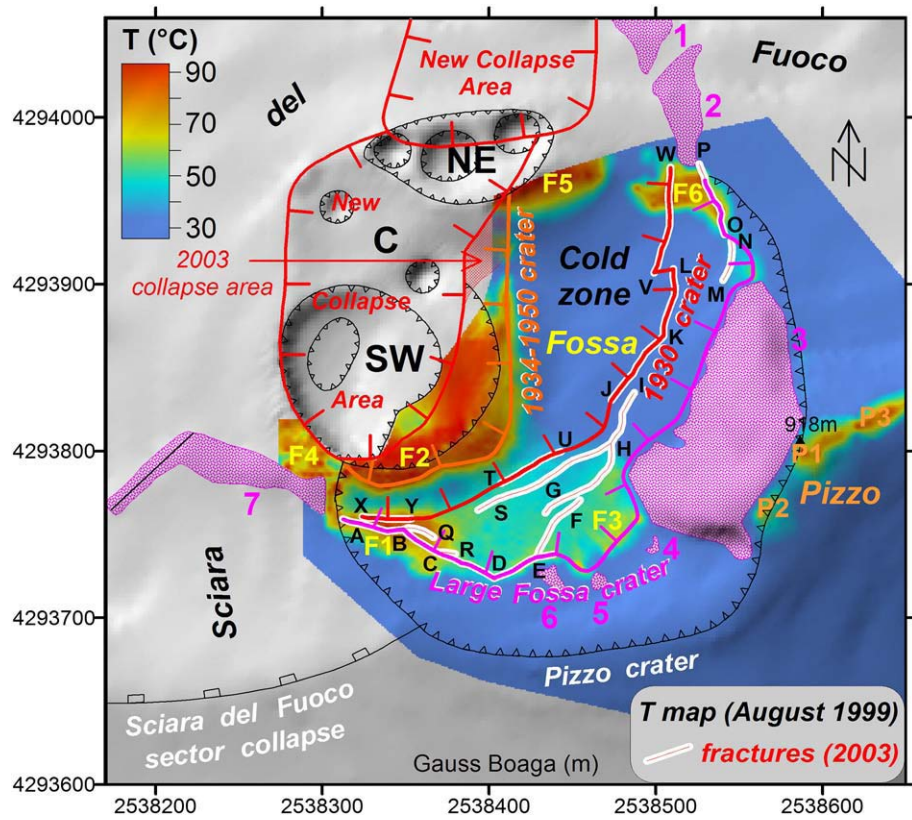 T (°C)
90
70
50
30
4294000
4293900
4293800
4293700
4293600
2538200
2538300
2538400
2538500
2538600
del
Fuoco
New Collapse
Area
1
2
N
NE
F5
W
P
F6
New
C
O
N
2003
collapse area
Cold
zone
L
V
M
Collapse
1934-1950 crater
Fossa
K
1930 crater
3
SW
J
I
Area
918m
P3
P1
F4
F2
U
H
T
P2
Pizzo
7
G
S
X
Y
F
F3
A
F1
B
Q
R
C
D
E
4
Large Fossa crater
6
5
Sciara
Pizzo crater
Sciara del Fuoco
sector collapse
T map (August 1999)
fractures (2003)
Gauss Boaga (m)